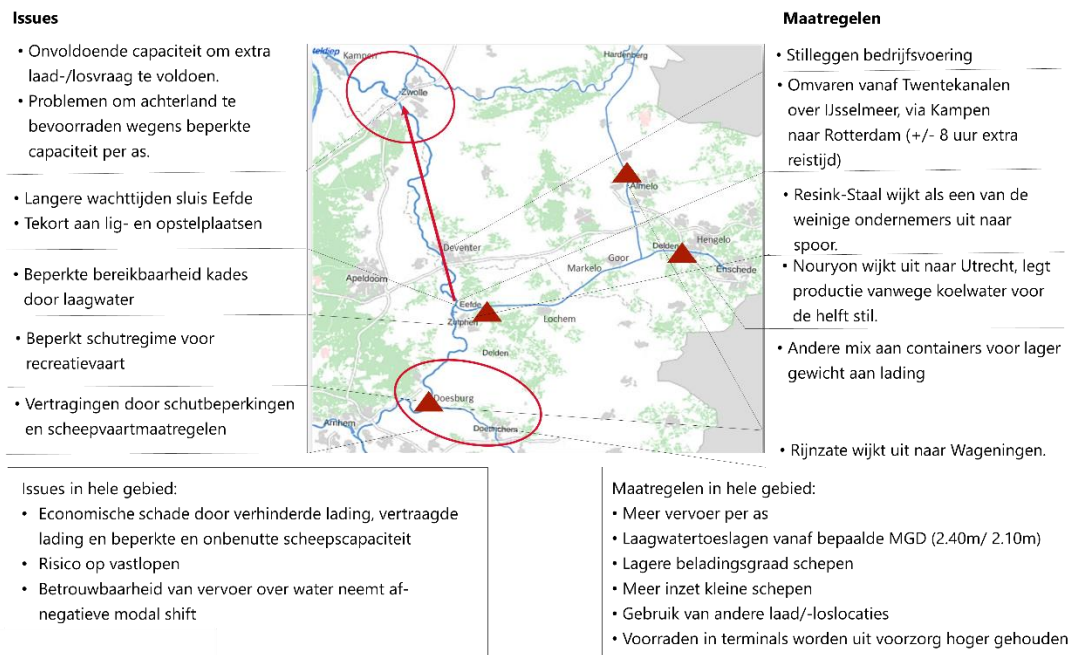 Issues
• Onvoldoende capaciteit om extra
laad-/losvraag te voldoen.
• Problemen om achterland te
bevoorraden wegens beperkte
capaciteit per as.
• Langere wachttijden sluis Eefde
• Tekort aan lig- en opstelplaatsen
• Beperkte bereikbaarheid kades
door laagwater
• Beperkt schutregime voor
recreatievaart
• Vertragingen door schutbeperkingen
en scheepvaartmaatregelen
teldiep
Kampen
Hardenberg
Zwolle
Almelo
Deventer
Hengelo
Delden
Goor
Markelo
Enschede
Apeldoorn
Eefde
Lochem
Zutphen
Delden
Doesburg
Arnhem
Doetinchem
Maatregelen
• Stilleggen bedrijfsvoering
• Omvaren vanaf Twentekanalen
over IJsselmeer, via Kampen
naar Rotterdam (+/- 8 uur extra
reistijd)
• Resink-Staal wijkt als een van de
weinige ondernemers uit naar
spoor.
• Nouryon wijkt uit naar Utrecht, legt
productie vanwege koelwater voor
de helft stil.
• Andere mix aan containers voor lager
gewicht aan lading
• Rijnzate wijkt uit naar Wageningen.
Issues in hele gebied:
• Economische schade door verhinderde lading, vertraagde
lading en beperkte en onbenutte scheepscapaciteit
• Risico op vastlopen
• Betrouwbaarheid van vervoer over water neemt af-
negatieve modal shift
Maatregelen in hele gebied:
• Meer vervoer per as
• Laagwatertoeslagen vanaf bepaalde MGD (2.40m/ 2.10m)
• Lagere beladingsgraad schepen
• Meer inzet kleine schepen
• Gebruik van andere laad/-loslocaties
• Voorraden in terminals worden uit voorzorg hoger gehouden